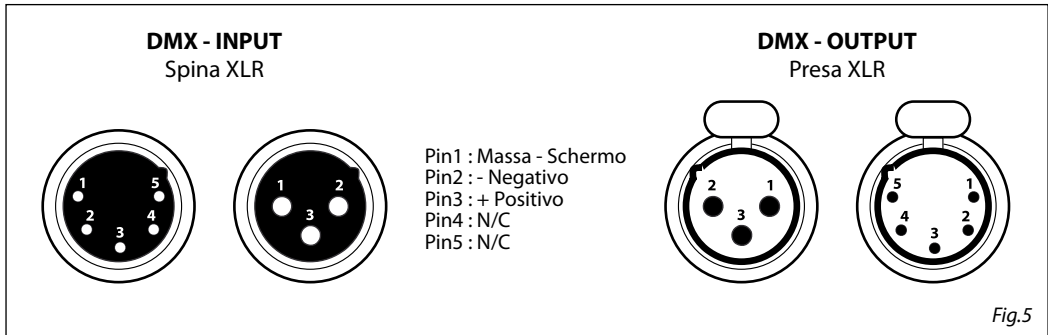 DMX - INPUT
Spina XLR
DMX - OUTPUT
Presa XLR
1 5
2 4
3
1 2
3
Pin1 : Massa - Schermo
Pin2 : - Negativo
Pin3 : + Positivo
Pin4 : N/C
Pin5 : N/C
2 1
3
5 1
4 2
3
Fig.5